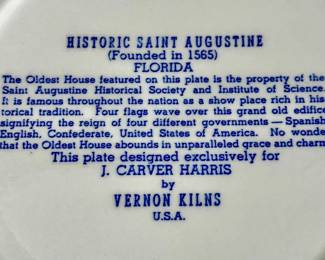 HISTORIC SAINT AUGUSTINE
(Founded in 1565)
FLORIDA
The Oldest House featured on this plate is the property of the
Saint Augustine Historical Society and Institute of Science.
It is famous throughout the nation as a show place rich in his-
torical tradition. Four flags wave over this grand old edifice
signifying the reign of four different governments—Spanish
English, Confederate, United States of America. No wonder
that the Oldest House abounds in unparalleled grace and charm
This plate designed exclusively for
J. CARVER HARRIS
by
VERNON KILNS
U.S.A.